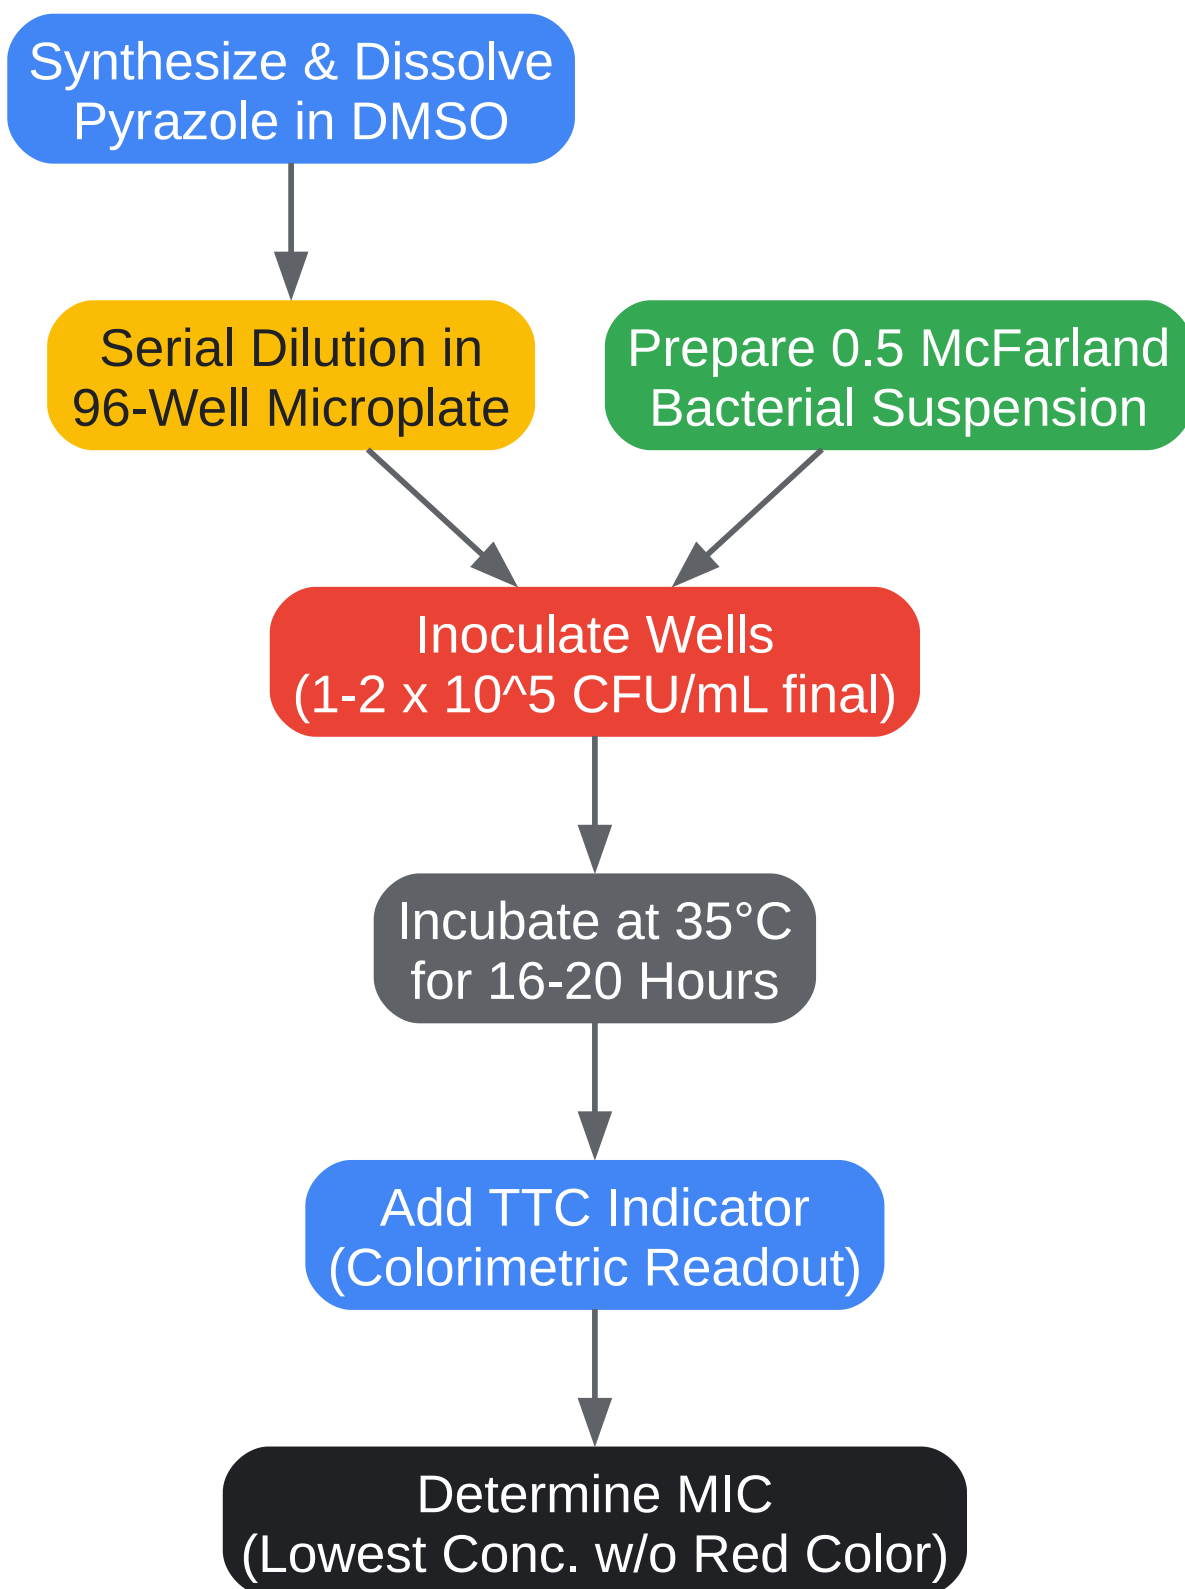 Synthesize & Dissolve
Pyrazole in DMSO
Serial Dilution in
96-Well Microplate
Prepare 0.5 McFarland
Bacterial Suspension
Inoculate Wells
(1-2 x 10^5 CFU/mL final)
Incubate at 35°C
for 16-20 Hours
Add TTC Indicator
(Colorimetric Readout)
Determine MIC
(Lowest Conc. w/o Red Color)